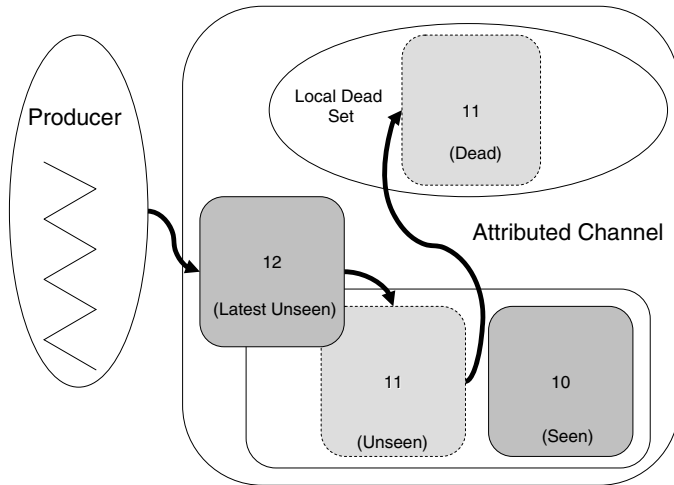 Producer
Local Dead
Set
11
(Dead)
Attributed Channel
12
(Latest Unseen)
11
(Unseen)
10
(Seen)